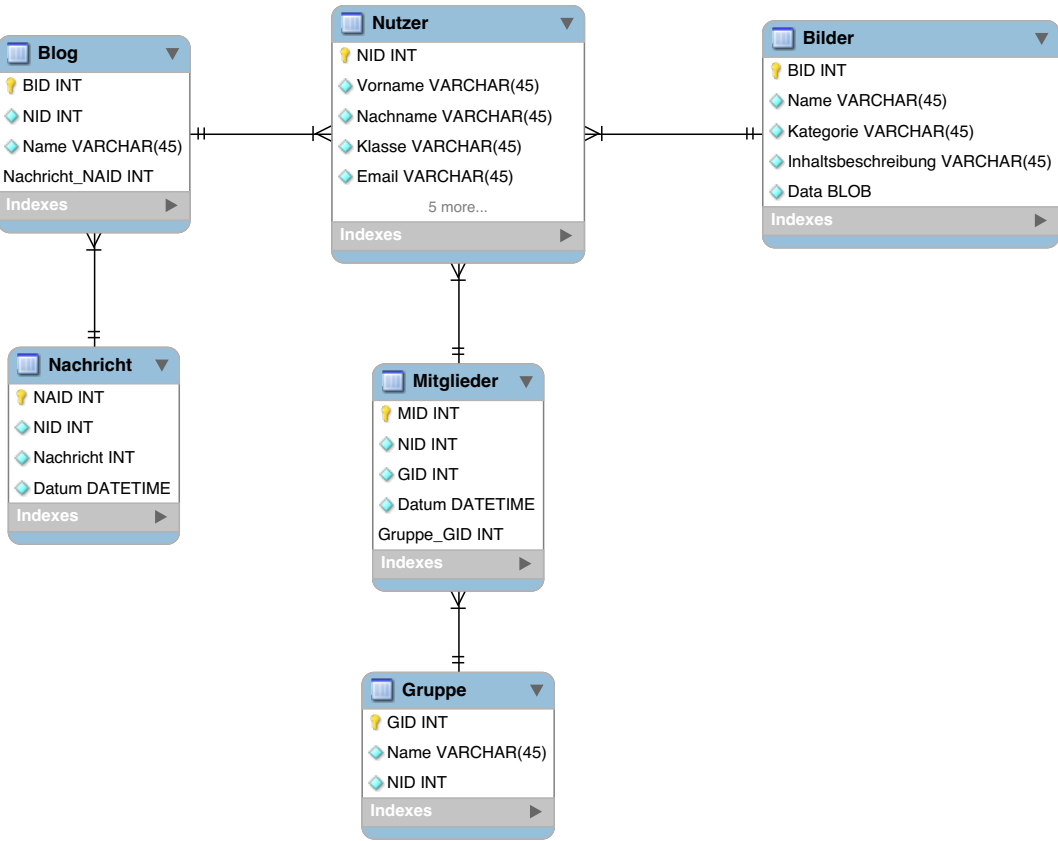 Blog
BID INT
NID INT
Name VARCHAR(45)
Nachricht_NAID INT
Indexes
Nutzer
NID INT
Vorname VARCHAR(45)
Nachname VARCHAR(45)
Klasse VARCHAR(45)
Email VARCHAR(45)
5 more...
Indexes
Bilder
BID INT
Name VARCHAR(45)
Kategorie VARCHAR(45)
Inhaltsbeschreibung VARCHAR(45)
Data BLOB
Indexes
Nachricht
NAID INT
NID INT
Nachricht INT
Datum DATETIME
Indexes
Mitglieder
MID INT
NID INT
GID INT
Datum DATETIME
Gruppe_GID INT
Indexes
Gruppe
GID INT
Name VARCHAR(45)
NID INT
Indexes